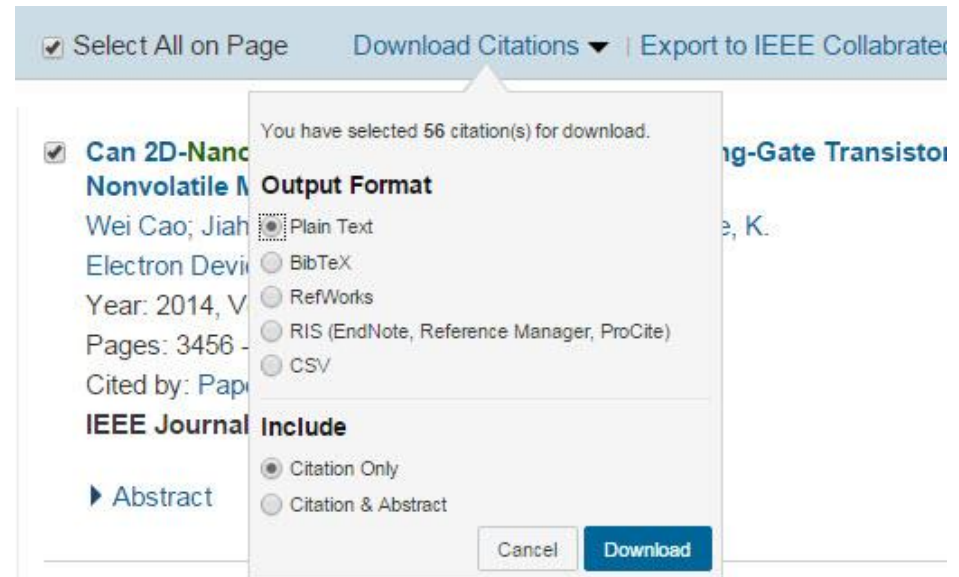 Select All on Page Download Citations | Export to IEEE Collabratec
You have selected 56 citation(s) for download.
Can 2D-Nanc ng-Gate Transistor
Nonvolatile M
Output Format
Wei Cao; Jiah e, K.
Plain Text
Electron Devi
BibTeX
Year: 2014, V
RefWorks
RIS (EndNote, Reference Manager, ProCite)
Pages: 3456 -
CSV
Cited by: Pape
IEEE Journal
Include
Citation Only
Abstract
Citation & Abstract
Cancel Download